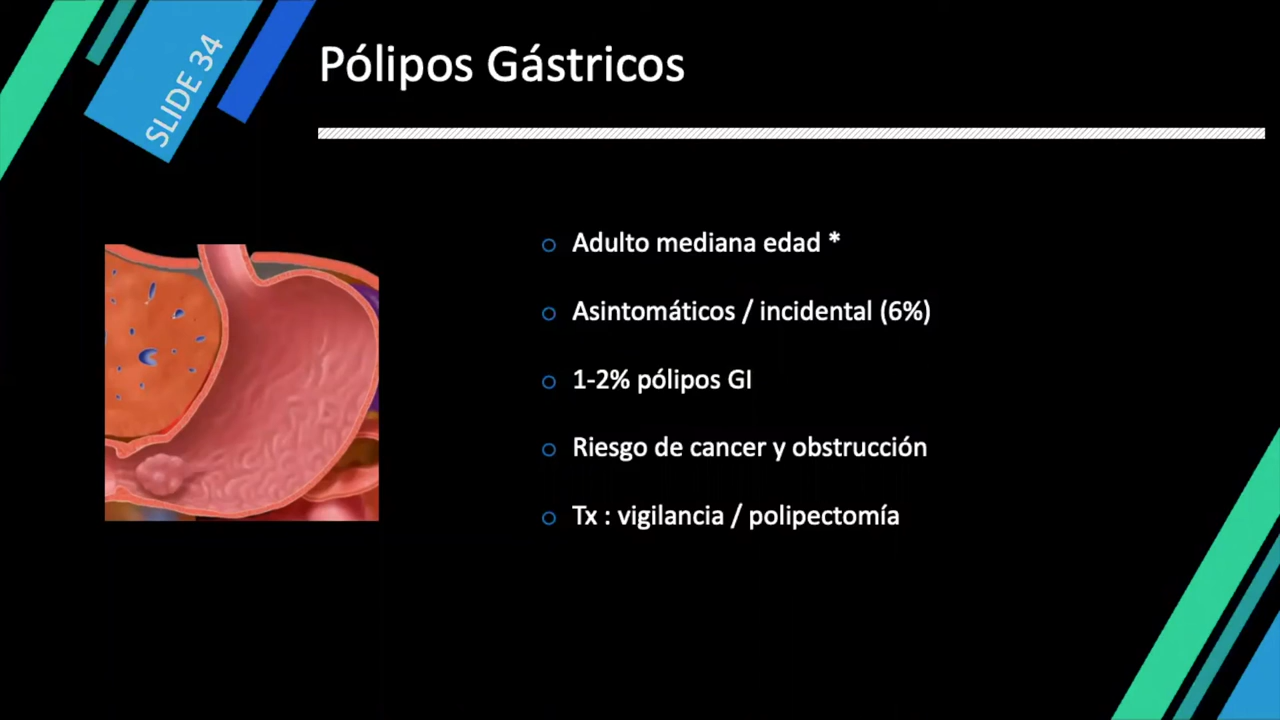 SLIDE 34
Pólipos Gástricos
Adulto mediana edad *
Asintomáticos / incidental (6%)
1-2% pólipos GI
Riesgo de cancer y obstrucción
Tx : vigilancia / polipectomía